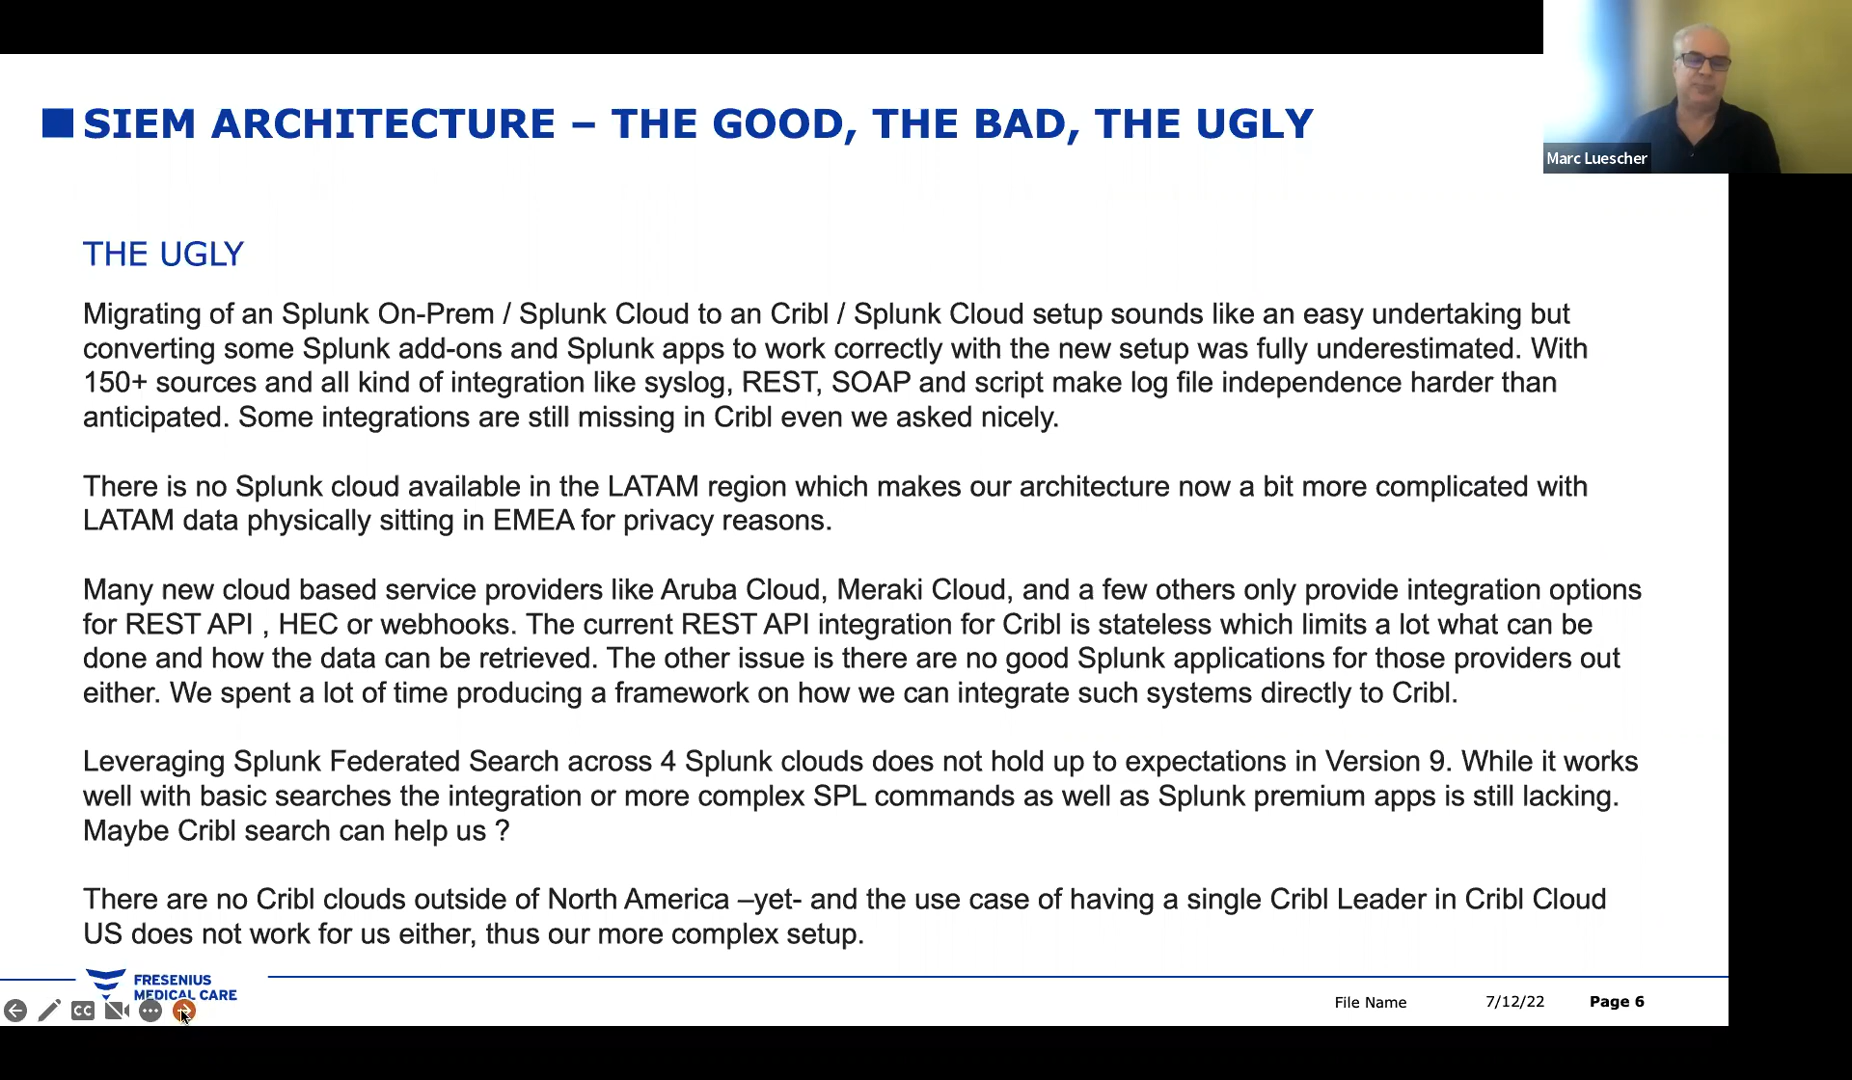 SIEM ARCHITECTURE – THE GOOD, THE BAD, THE UGLY
Marc Luescher
THE UGLY
Migrating of an Splunk On-Prem / Splunk Cloud to an Cribl / Splunk Cloud setup sounds like an easy undertaking but
converting some Splunk add-ons and Splunk apps to work correctly with the new setup was fully underestimated. With
150+ sources and all kind of integration like syslog, REST, SOAP and script make log file independence harder than
anticipated. Some integrations are still missing in Cribl even we asked nicely.
There is no Splunk cloud available in the LATAM region which makes our architecture now a bit more complicated with
LATAM data physically sitting in EMEA for privacy reasons.
Many new cloud based service providers like Aruba Cloud, Meraki Cloud, and a few others only provide integration options
for REST API , HEC or webhooks. The current REST API integration for Cribl is stateless which limits a lot what can be
done and how the data can be retrieved. The other issue is there are no good Splunk applications for those providers out
either. We spent a lot of time producing a framework on how we can integrate such systems directly to Cribl.
Leveraging Splunk Federated Search across 4 Splunk clouds does not hold up to expectations in Version 9. While it works
well with basic searches the integration or more complex SPL commands as well as Splunk premium apps is still lacking.
Maybe Cribl search can help us ?
There are no Cribl clouds outside of North America –yet- and the use case of having a single Cribl Leader in Cribl Cloud
US does not work for us either, thus our more complex setup.
FRESENIUS
MEDICAL CARE
CC
File Name 7/12/22 Page 6